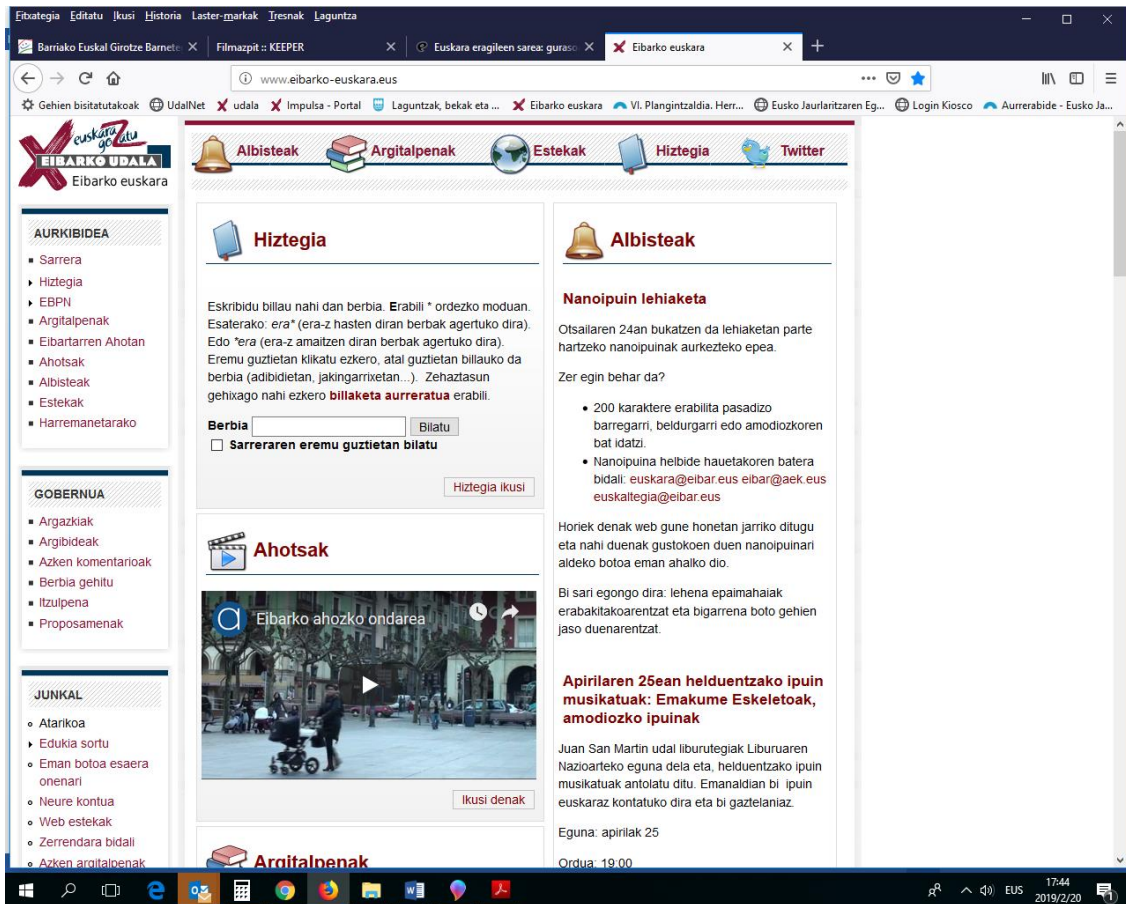 Fitxategia Editatu Ikusi Historia Laster-markak Tresnak Laguntza
Barriako Euskal Girotze Barnete
Filmazpit :: KEEPER
Euskara eragileen sarea: guraso
Eibarko euskara
www.eibarko-euskara.eus
Gehien bisitatutakoak UdalNet udala Impulsa - Portal Laguntzak, bekak eta ... Eibarko euskara VI. Plangintzaldia. Herr... Eusko Jaurlaritzaren Eg... Login Kiosco Aurrerabide - Eusko Ja...
euskara
gozatu
EIBARKO UDALA
Eibarko euskara
Albisteak Argitalpenak Estekak Hiztegia Twitter
AURKIBIDEA
Sarrera
Hiztegia
EBPN
Argitalpenak
Eibartarren Ahotan
Ahotsak
Albisteak
Estekak
Harremanetarako
GOBERNUA
Argazkiak
Argibideak
Azken komentarioak
Berbia gehitu
Itzulpena
Proposamenak
JUNKAL
Atarikoa
Edukia sortu
Eman botoa esaera
onenari
Neure kontua
Web estekak
Zerrendara bidali
Azken argitalpenak
Hiztegia
Eskribidu billau nahi dan berbia. Erabili * ordezko moduan.
Esaterako: era* (era-z hasten diran berbak agertuko dira).
Edo *era (era-z amaitzen diran berbak agertuko dira).
Eremu guztietan klikatu ezkero, atal guztietan billauko da
berbia (adibidietan, jakingarrixetan...). Zehaztasun
gehixago nahi ezkero billaketa aurreratua erabili.
Berbia Bilatu
Sarreraren eremu guztietan bilatu
Hiztegia ikusi
Ahotsak
Eibarko ahozko ondarea
Ikusi denak
Argitalpenak
Albisteak
Nanoipuin lehiaketa
Otsailaren 24an bukatzen da lehiaketan parte
hartzeko nanoipuinak aurkezteko epea.
Zer egin behar da?
200 karaktere erabilita pasadizo
barregarri, beldurgarri edo amodiozkoren
bat idatzi.
Nanoipuina helbide hauetakoren batera
bidali: euskara@eibar.eus eibar@aek.eus
euskaltegia@eibar.eus
Horiek denak web gune honetan jarriko ditugu
eta nahi duenak gustokoen duen nanoipuinari
aldeko botoa eman ahalko dio.
Bi sari egongo dira: lehena epaimahaiak
erabakitakoarentzat eta bigarrena boto gehien
jaso duenarentzat.
Apirilaren 25ean helduentzako ipuin
musikatuak: Emakume Eskeletoak,
amodiozko ipuinak
Juan San Martin udal liburutegiak Liburuaren
Nazioarteko eguna dela eta, helduentzako ipuin
musikatuak antolatu ditu. Emanaldian bi ipuin
euskaraz kontatuko dira eta bi gaztelaniaz.
Eguna: apirilak 25
Ordua: 19:00
EUS
17:44
2019/2/20